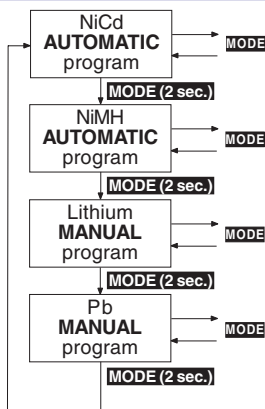 NiCd
AUTOMATIC
program
MODE
MODE (2 sec.)
NiMH
AUTOMATIC
program
MODE
MODE (2 sec.)
Lithium
MANUAL
program
MODE
MODE (2 sec.)
Pb
MANUAL
program
MODE
MODE (2 sec.)